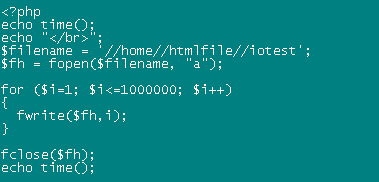 <?php
echo time();
echo "</br>";
$filename = '//home//htmlfile//iotest';
$fh = fopen($filename, "a");
for ($i=1; $i<=1000000; $i++)
{
fwrite($fh,i);
}
fclose($fh);
echo time();